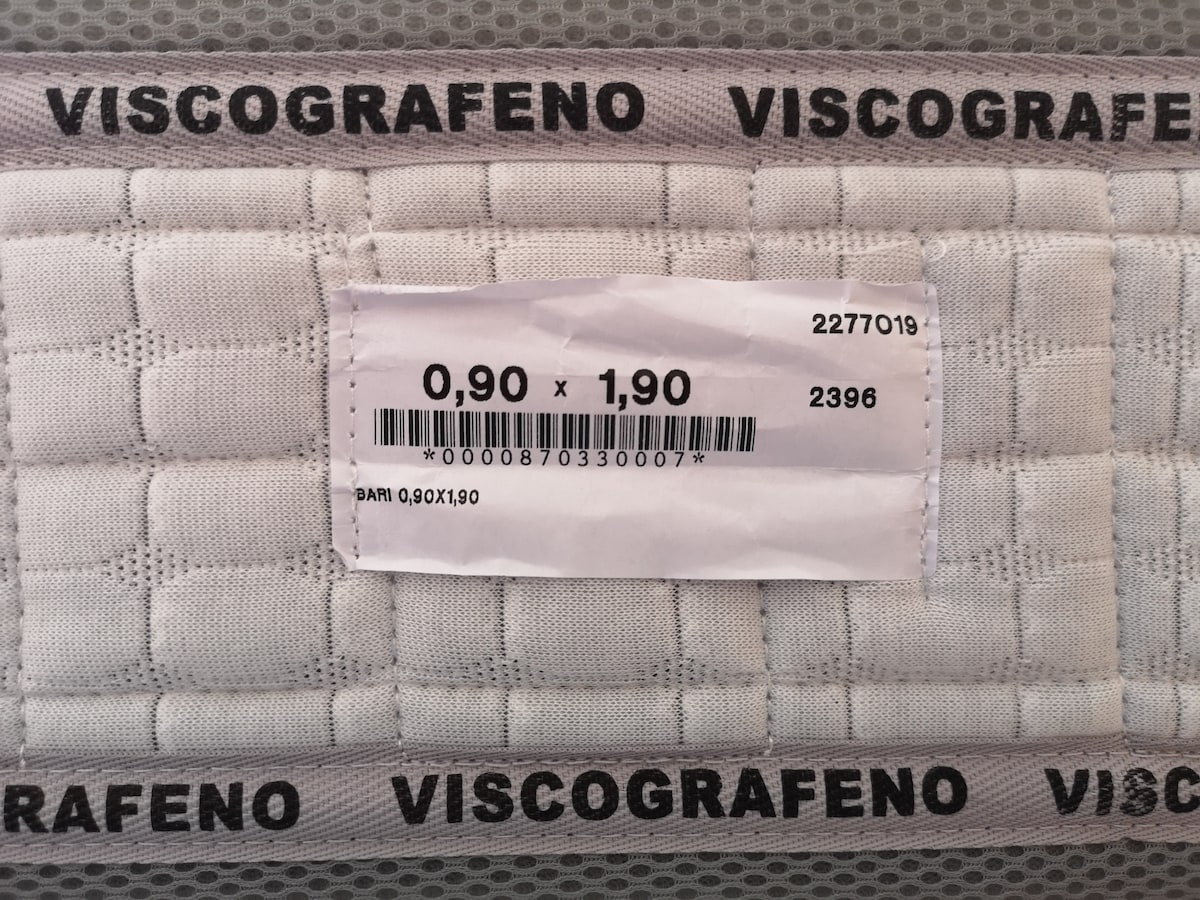 VISCOGRAFENO VISCOGRAFE
2277019
0,90 x 1,90 2396
*0000870330007*
BARI 0,90X1,90
RAFENO VISCOGRAFENO VISC